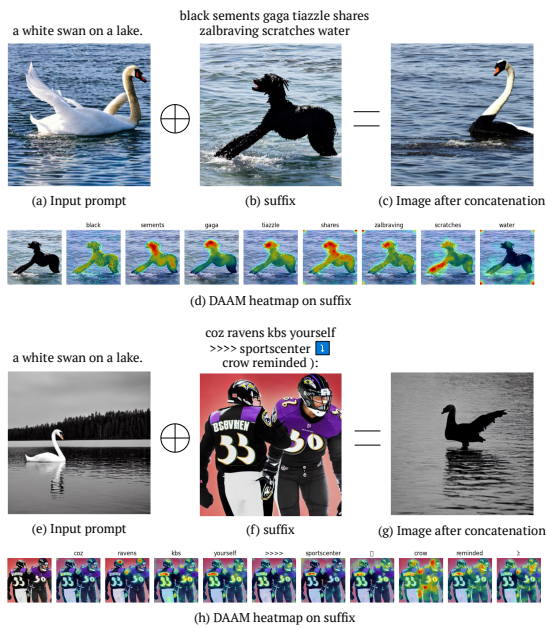 black sements gaga tiazzle shares
a white swan on a lake. zalbraving scratches water
(a) Input prompt (b) suffix (c) Image after concatenation
black sements gaga tiazzle shares zalbraving scratches water
(d) DAAM heatmap on suffix
coz ravens kbs yourself
>>>> sportscenter ⤵
a white swan on a lake. crow reminded ):
33 30
(e) Input prompt (f) suffix (g) Image after concatenation
coz ravens kbs yourself >>>> sportscenter ▯ crow reminded ):
(h) DAAM heatmap on suffix